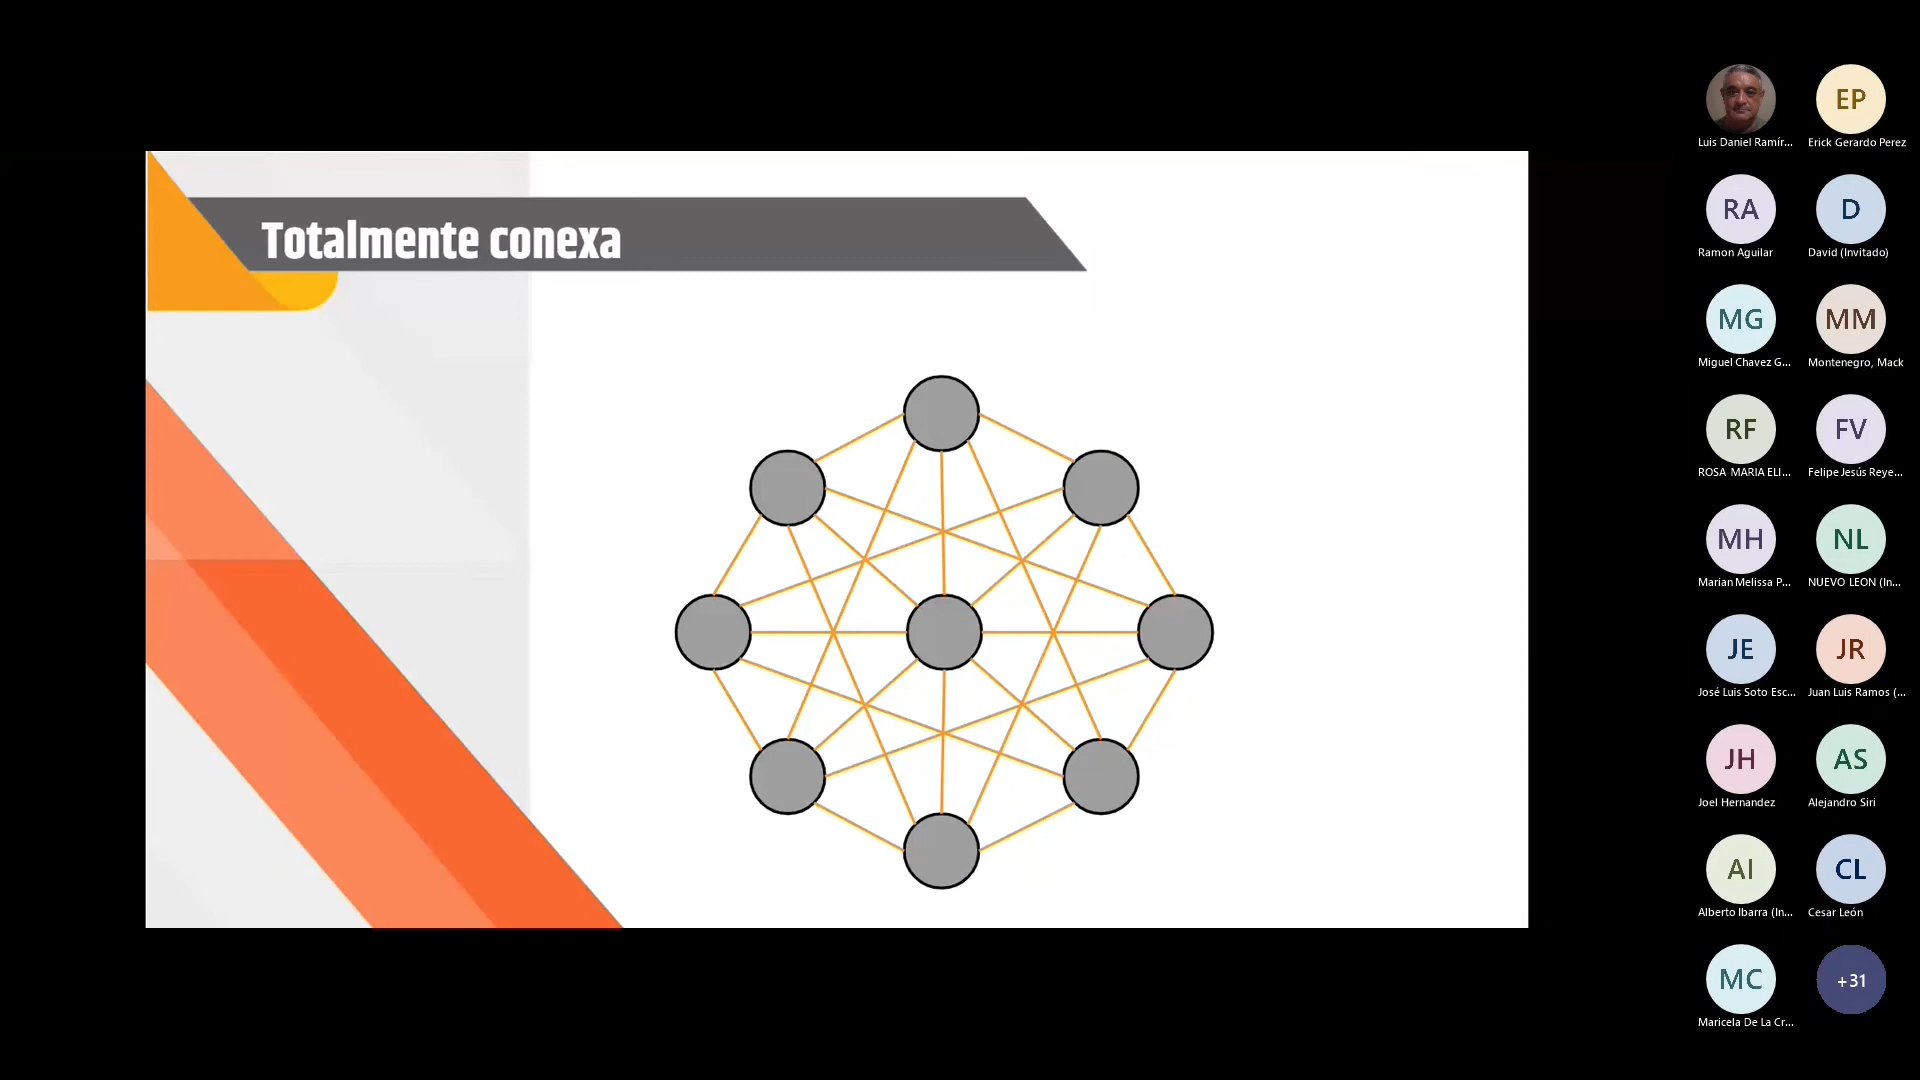 Totalmente conexa
Luis Daniel Ramír...
EP
Erick Gerardo Perez
RA
Ramon Aguilar
D
David (Invitado)
MG
Miguel Chavez G...
MM
Montenegro, Mack
RF
ROSA MARIA ELI...
FV
Felipe Jesús Reye...
MH
Marian Melissa P...
NL
NUEVO LEON (In...
JE
José Luis Soto Esc...
JR
Juan Luis Ramos (...
JH
Joel Hernandez
AS
Alejandro Siri
AI
Alberto Ibarra (In...
CL
Cesar León
MC
Maricela De La Cr...
+31